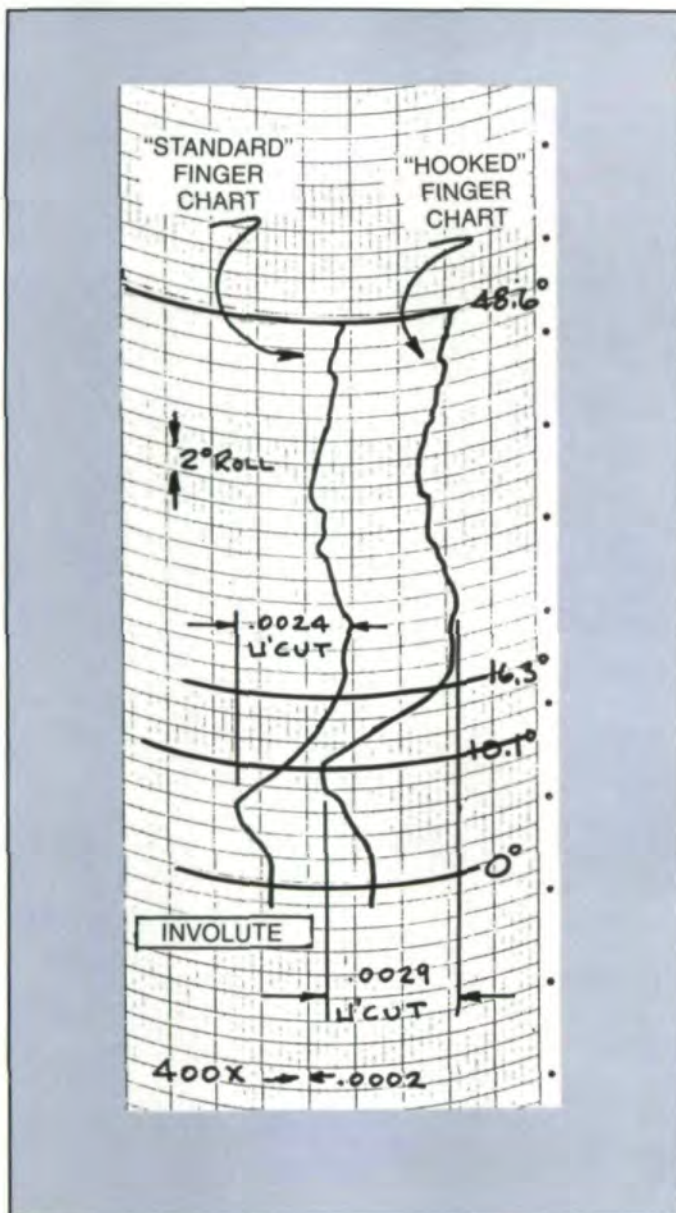 "STANDARD"
FINGER
CHART
"HOOKED"
FINGER
CHART
48.6°
2° ROLL
.0024
U'CUT
16.3°
10.1°
0°
INVOLUTE
.0029
U'CUT
400X .0002